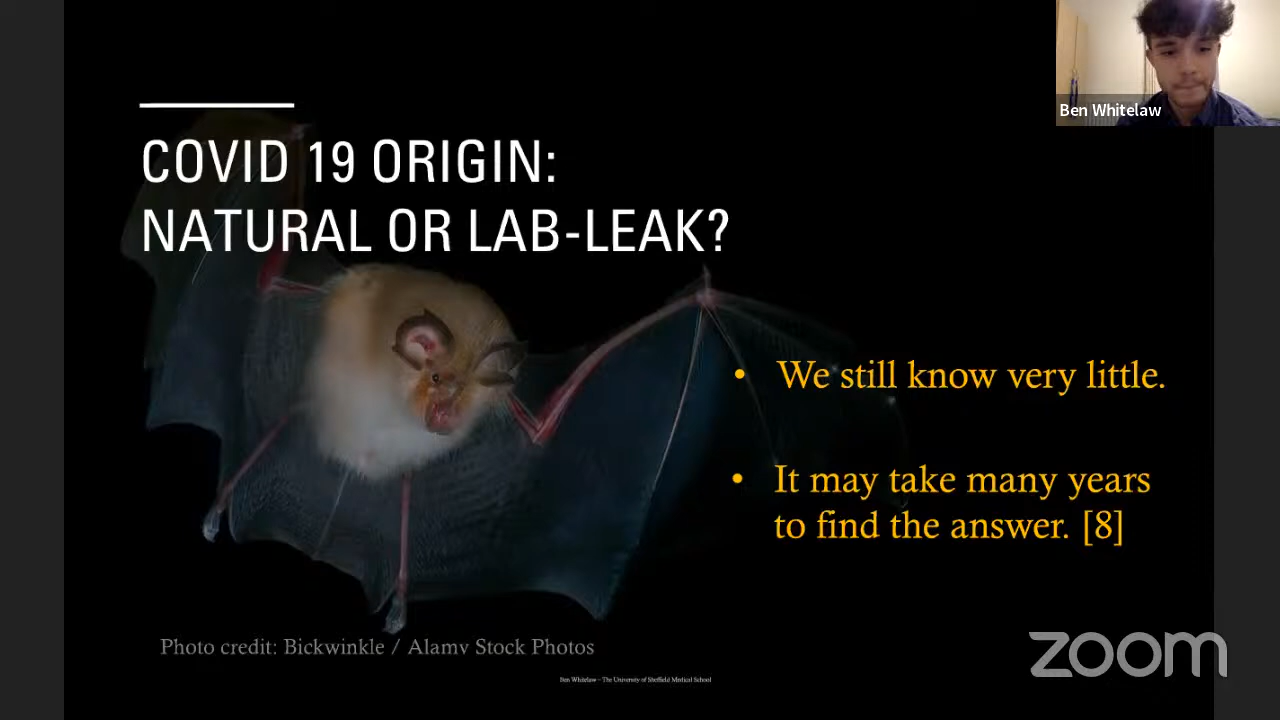 Ben Whitelaw
COVID 19 ORIGIN:
NATURAL OR LAB-LEAK?
• We still know very little.
• It may take many years
to find the answer. [8]
Photo credit: Bickwinkle / Alamy Stock Photos
zoom
Ben Whitelaw – The University of Sheffield Medical School